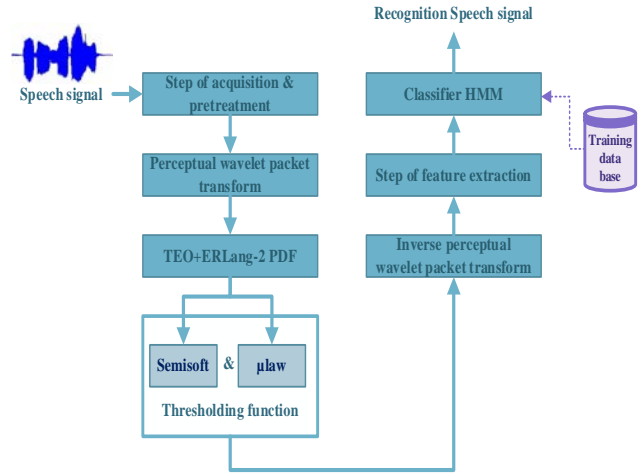 Speech signal
Step of acquisition &
pretreatment
Perceptual wavelet packet
transform
TEO+ERLang-2 PDF
Semisoft & µlaw
Thresholding function
Inverse perceptual
wavelet packet transform
Step of feature extraction
Classifier HMM
Training
data
base
Recognition Speech signal